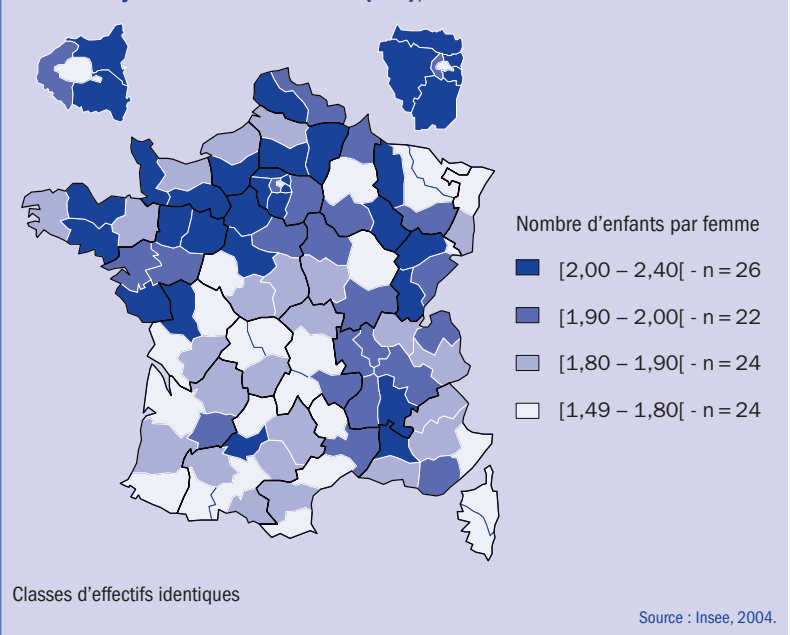 Nombre d'enfants par femme
[2,00 – 2,40[ - n = 26
[1,90 – 2,00[ - n = 22
[1,80 – 1,90[ - n = 24
[1,49 – 1,80[ - n = 24
Classes d'effectifs identiques
Source : Insee, 2004.